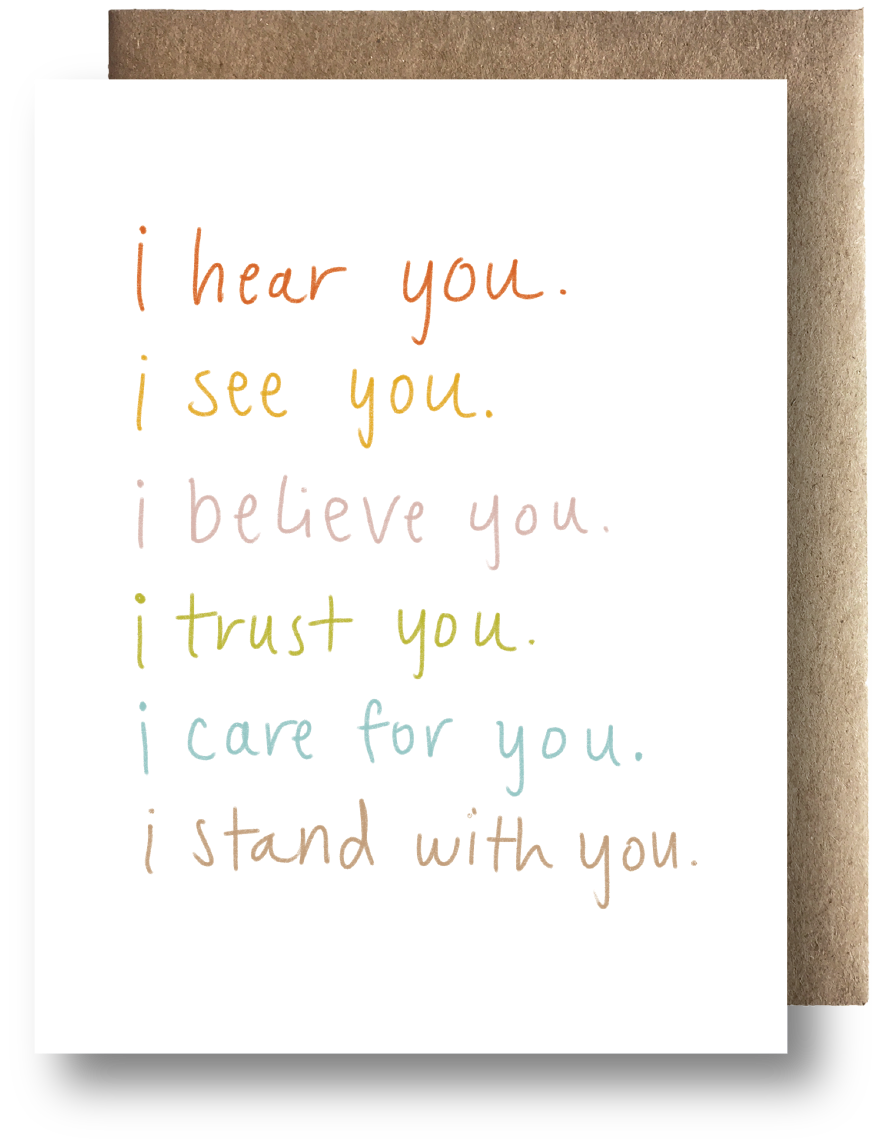 i hear you.
i see you.
i believe you.
i trust you.
i care for you.
i stand with you.